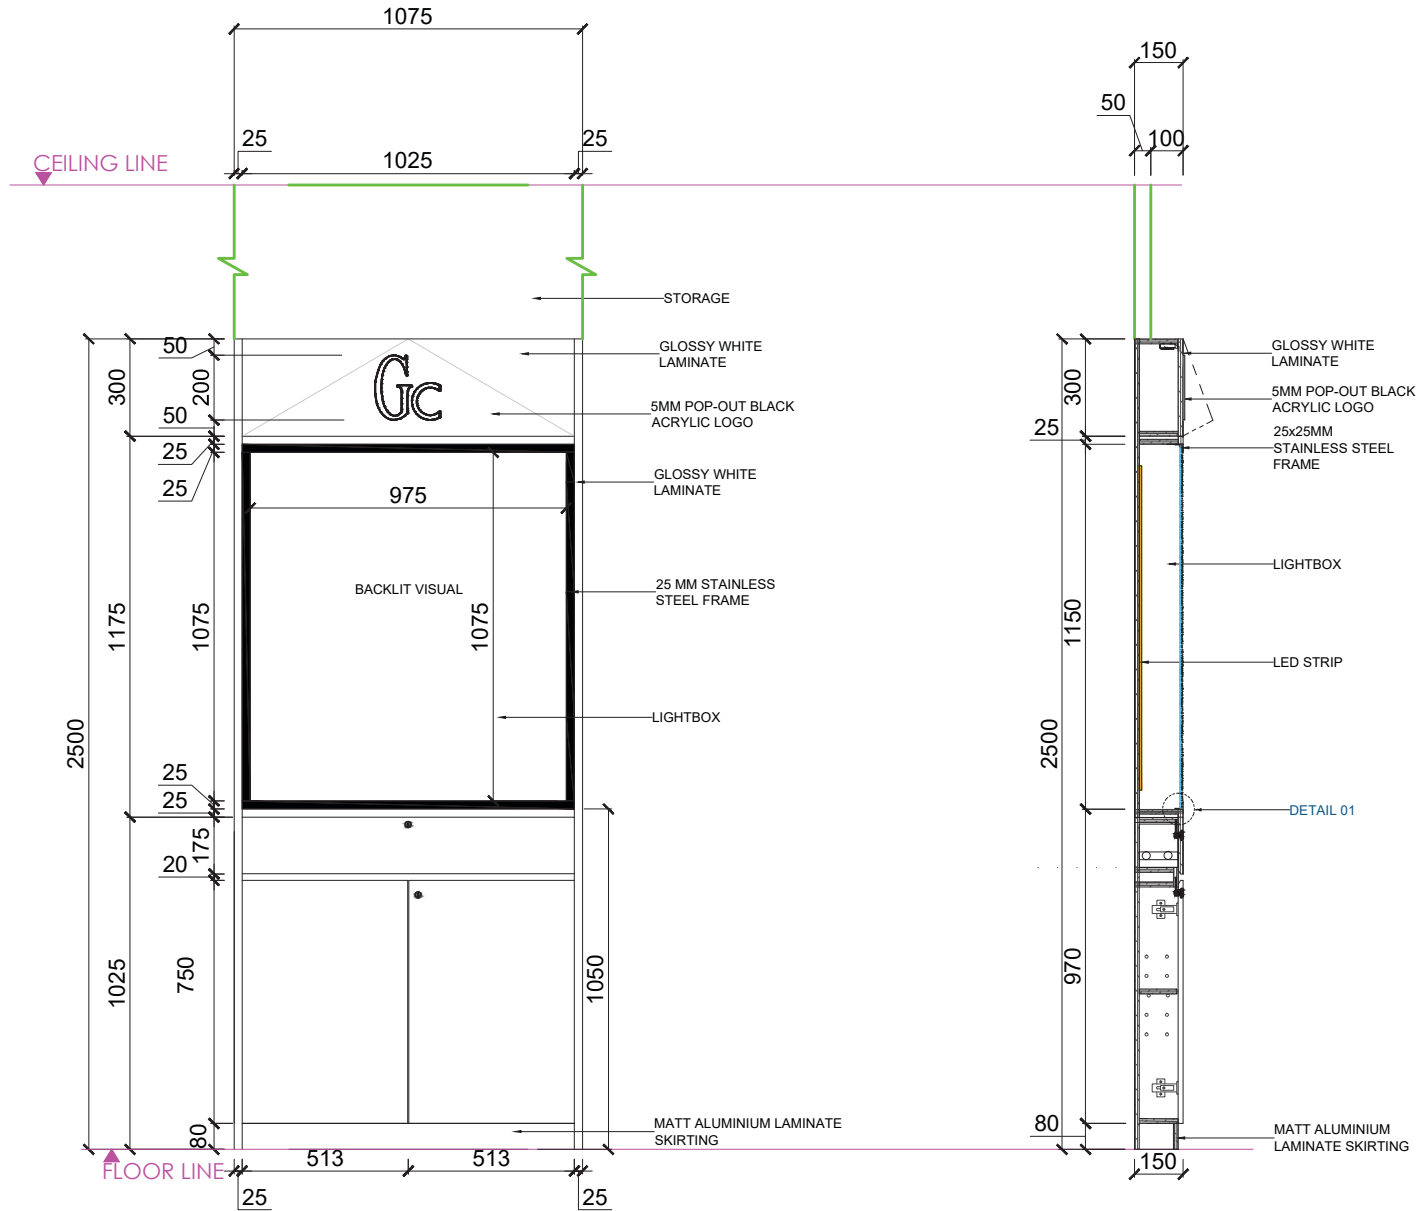 1075
150
50
25
25
100
1025
CEILING LINE
STORAGE
50
GLOSSY WHITE
LAMINATE
GLOSSY WHITE
LAMINATE
300
200
Gc
300
5MM POP-OUT BLACK
ACRYLIC LOGO
5MM POP-OUT BLACK
ACRYLIC LOGO
50
25
25x25MM
STAINLESS STEEL
FRAME
25
GLOSSY WHITE
LAMINATE
25
975
BACKLIT VISUAL
25 MM STAINLESS
STEEL FRAME
LIGHTBOX
1175
1075
1075
1150
LED STRIP
LIGHTBOX
2500
2500
25
25
DETAIL 01
175
20
750
1025
1050
970
80
MATT ALUMINIUM LAMINATE
SKIRTING
80
MATT ALUMINIUM
LAMINATE SKIRTING
FLOOR LINE
513
513
150
25
25